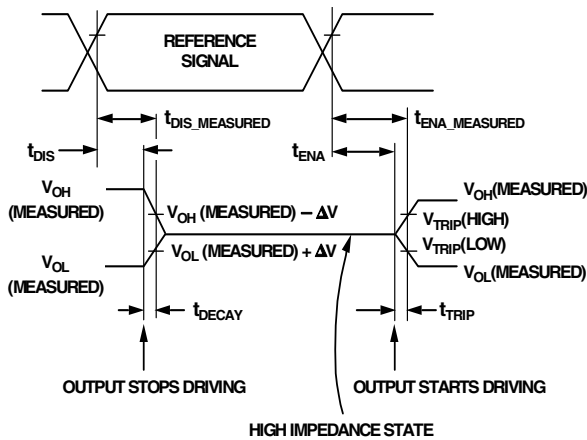 REFERENCE
SIGNAL
tDIS_MEASURED
tENA_MEASURED
tDIS
tENA
VOH
(MEASURED)
VOH (MEASURED) – ΔV
VOL (MEASURED) + ΔV
VOL
(MEASURED)
VOH(MEASURED)
VTRIP(HIGH)
VTRIP(LOW)
VOL(MEASURED)
tDECAY
tTRIP
OUTPUT STOPS DRIVING
OUTPUT STARTS DRIVING
HIGH IMPEDANCE STATE